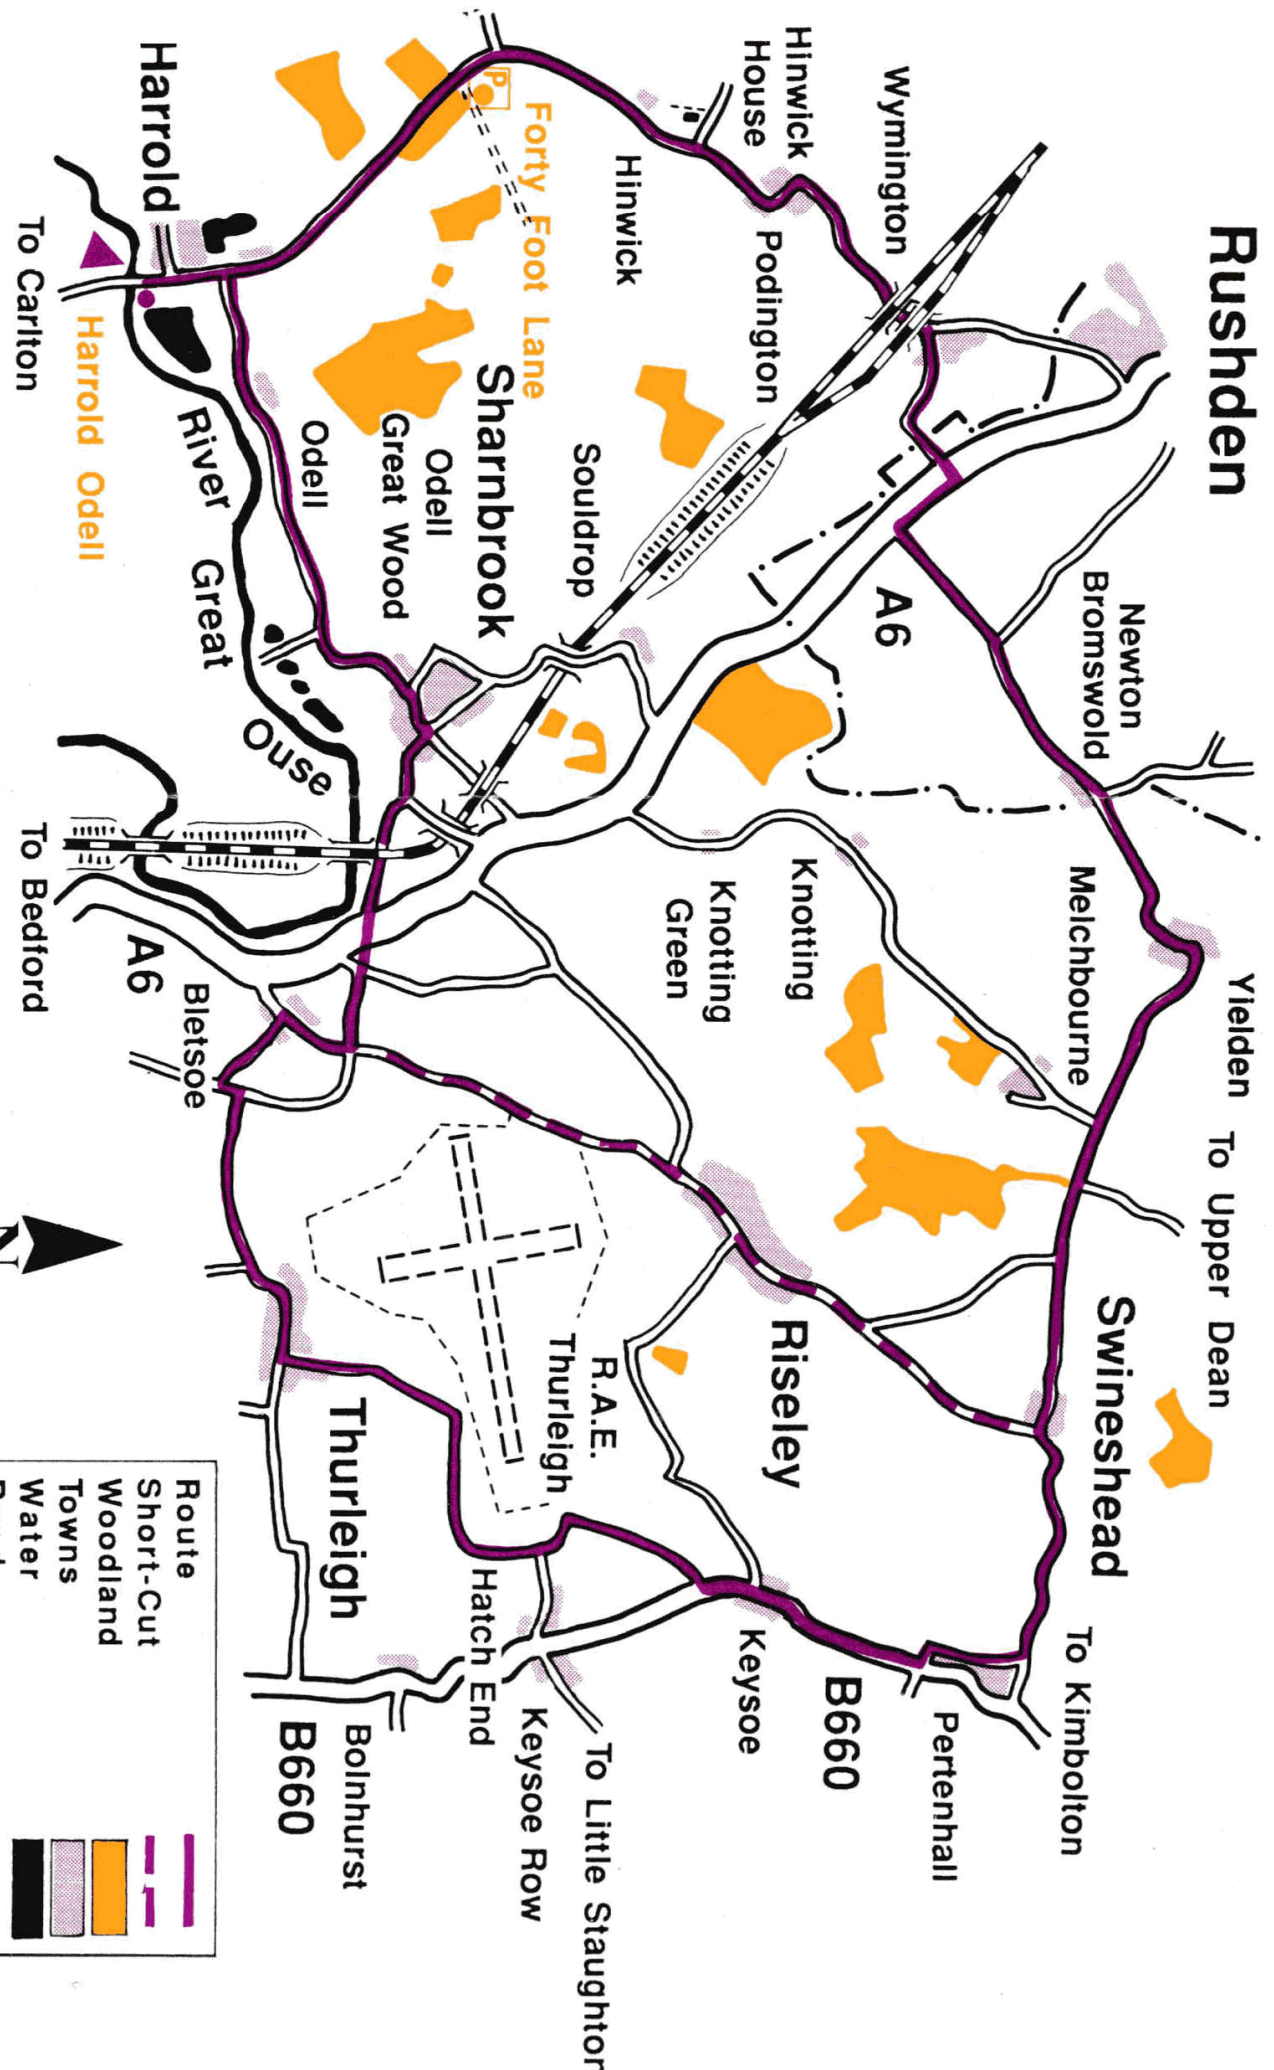 Rushden
Wymington
Hinwick
House
Hinwick
Podington
Forty Foot Lane
P
Harrold
To Carlton
Harrold Odell
River
Great
Ouse
Odell
Odell
Great Wood
Sharnbrook
Souldrop
A6
Newton
Bromswold
Yielden
To Upper Dean
Melchbourne
Knotting
Knotting
Green
Swineshead
To Kimbolton
Riseley
R.A.E.
Thurleigh
Thurleigh
Bletsoe
A6
To Bedford
Pertenhall
B660
Keysoe
Hatch End
Keysoe Row
To Little Staughton
Bolnhurst
B660
N
Route
Short-Cut
Woodland
Towns
Water